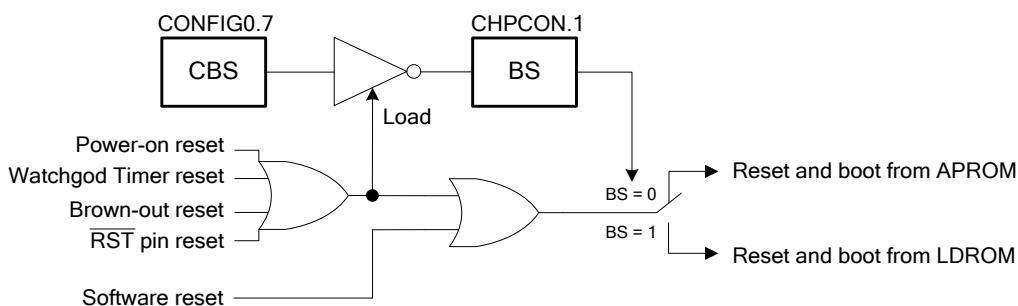 CONFIG0.7
CHPCON.1
CBS
BS
Load
Power-on reset
Watchgod Timer reset
Brown-out reset
RST pin reset
Software reset
BS = 0
BS = 1
Reset and boot from APROM
Reset and boot from LDROM